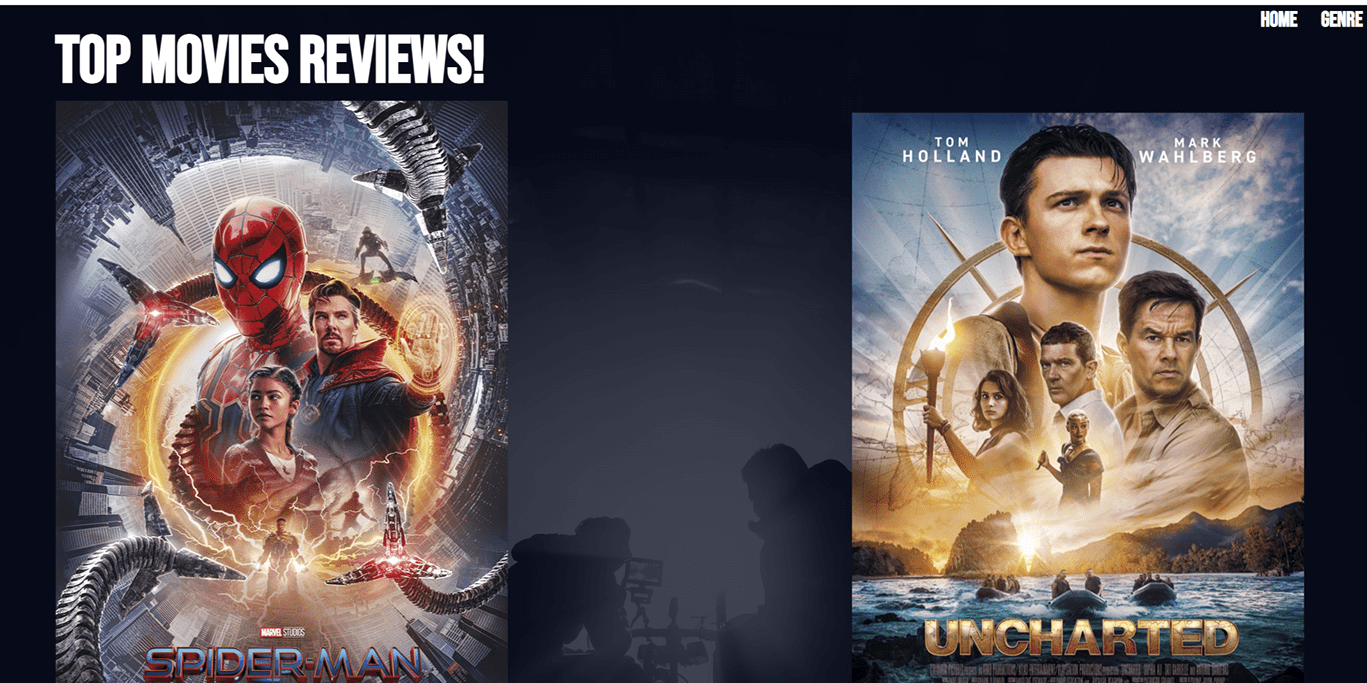 HOME GENRE
TOP MOVIES REVIEWS!
MARVEL STUDIOS
SPIDER-MAN
TOM HOLLAND
MARK WAHLBERG
UNCHARTED